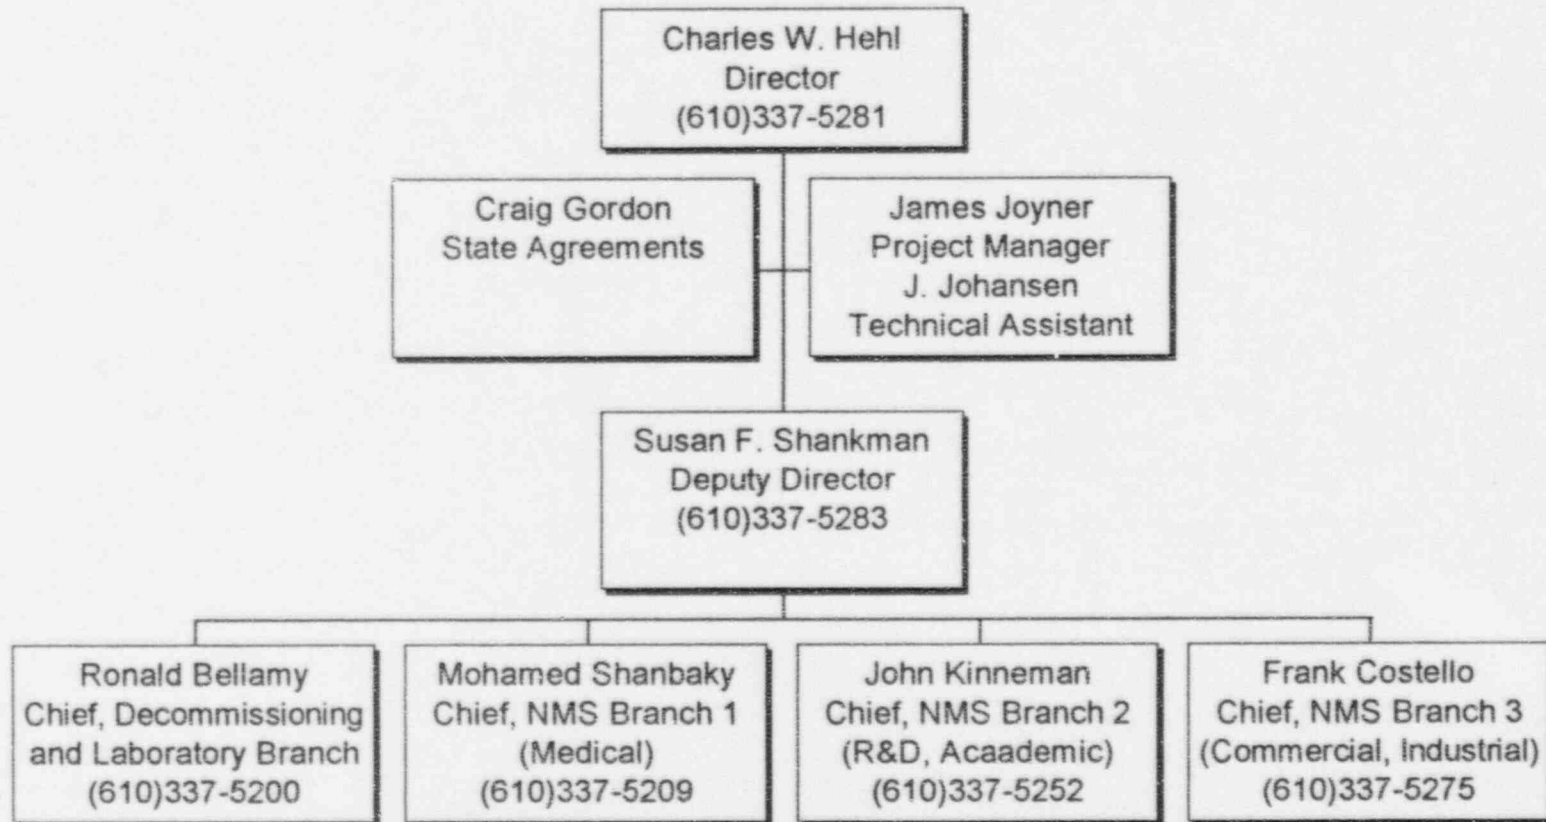 Charles W. Hehl
Director
(610)337-5281
Craig Gordon
State Agreements
James Joyner
Project Manager
J. Johansen
Technical Assistant
Susan F. Shankman
Deputy Director
(610)337-5283
Ronald Bellamy
Chief, Decommissioning
and Laboratory Branch
(610)337-5200
Mohamed Shanbaky
Chief, NMS Branch 1
(Medical)
(610)337-5209
John Kinneman
Chief, NMS Branch 2
(R&D, Acaademic)
(610)337-5252
Frank Costello
Chief, NMS Branch 3
(Commercial, Industrial)
(610)337-5275